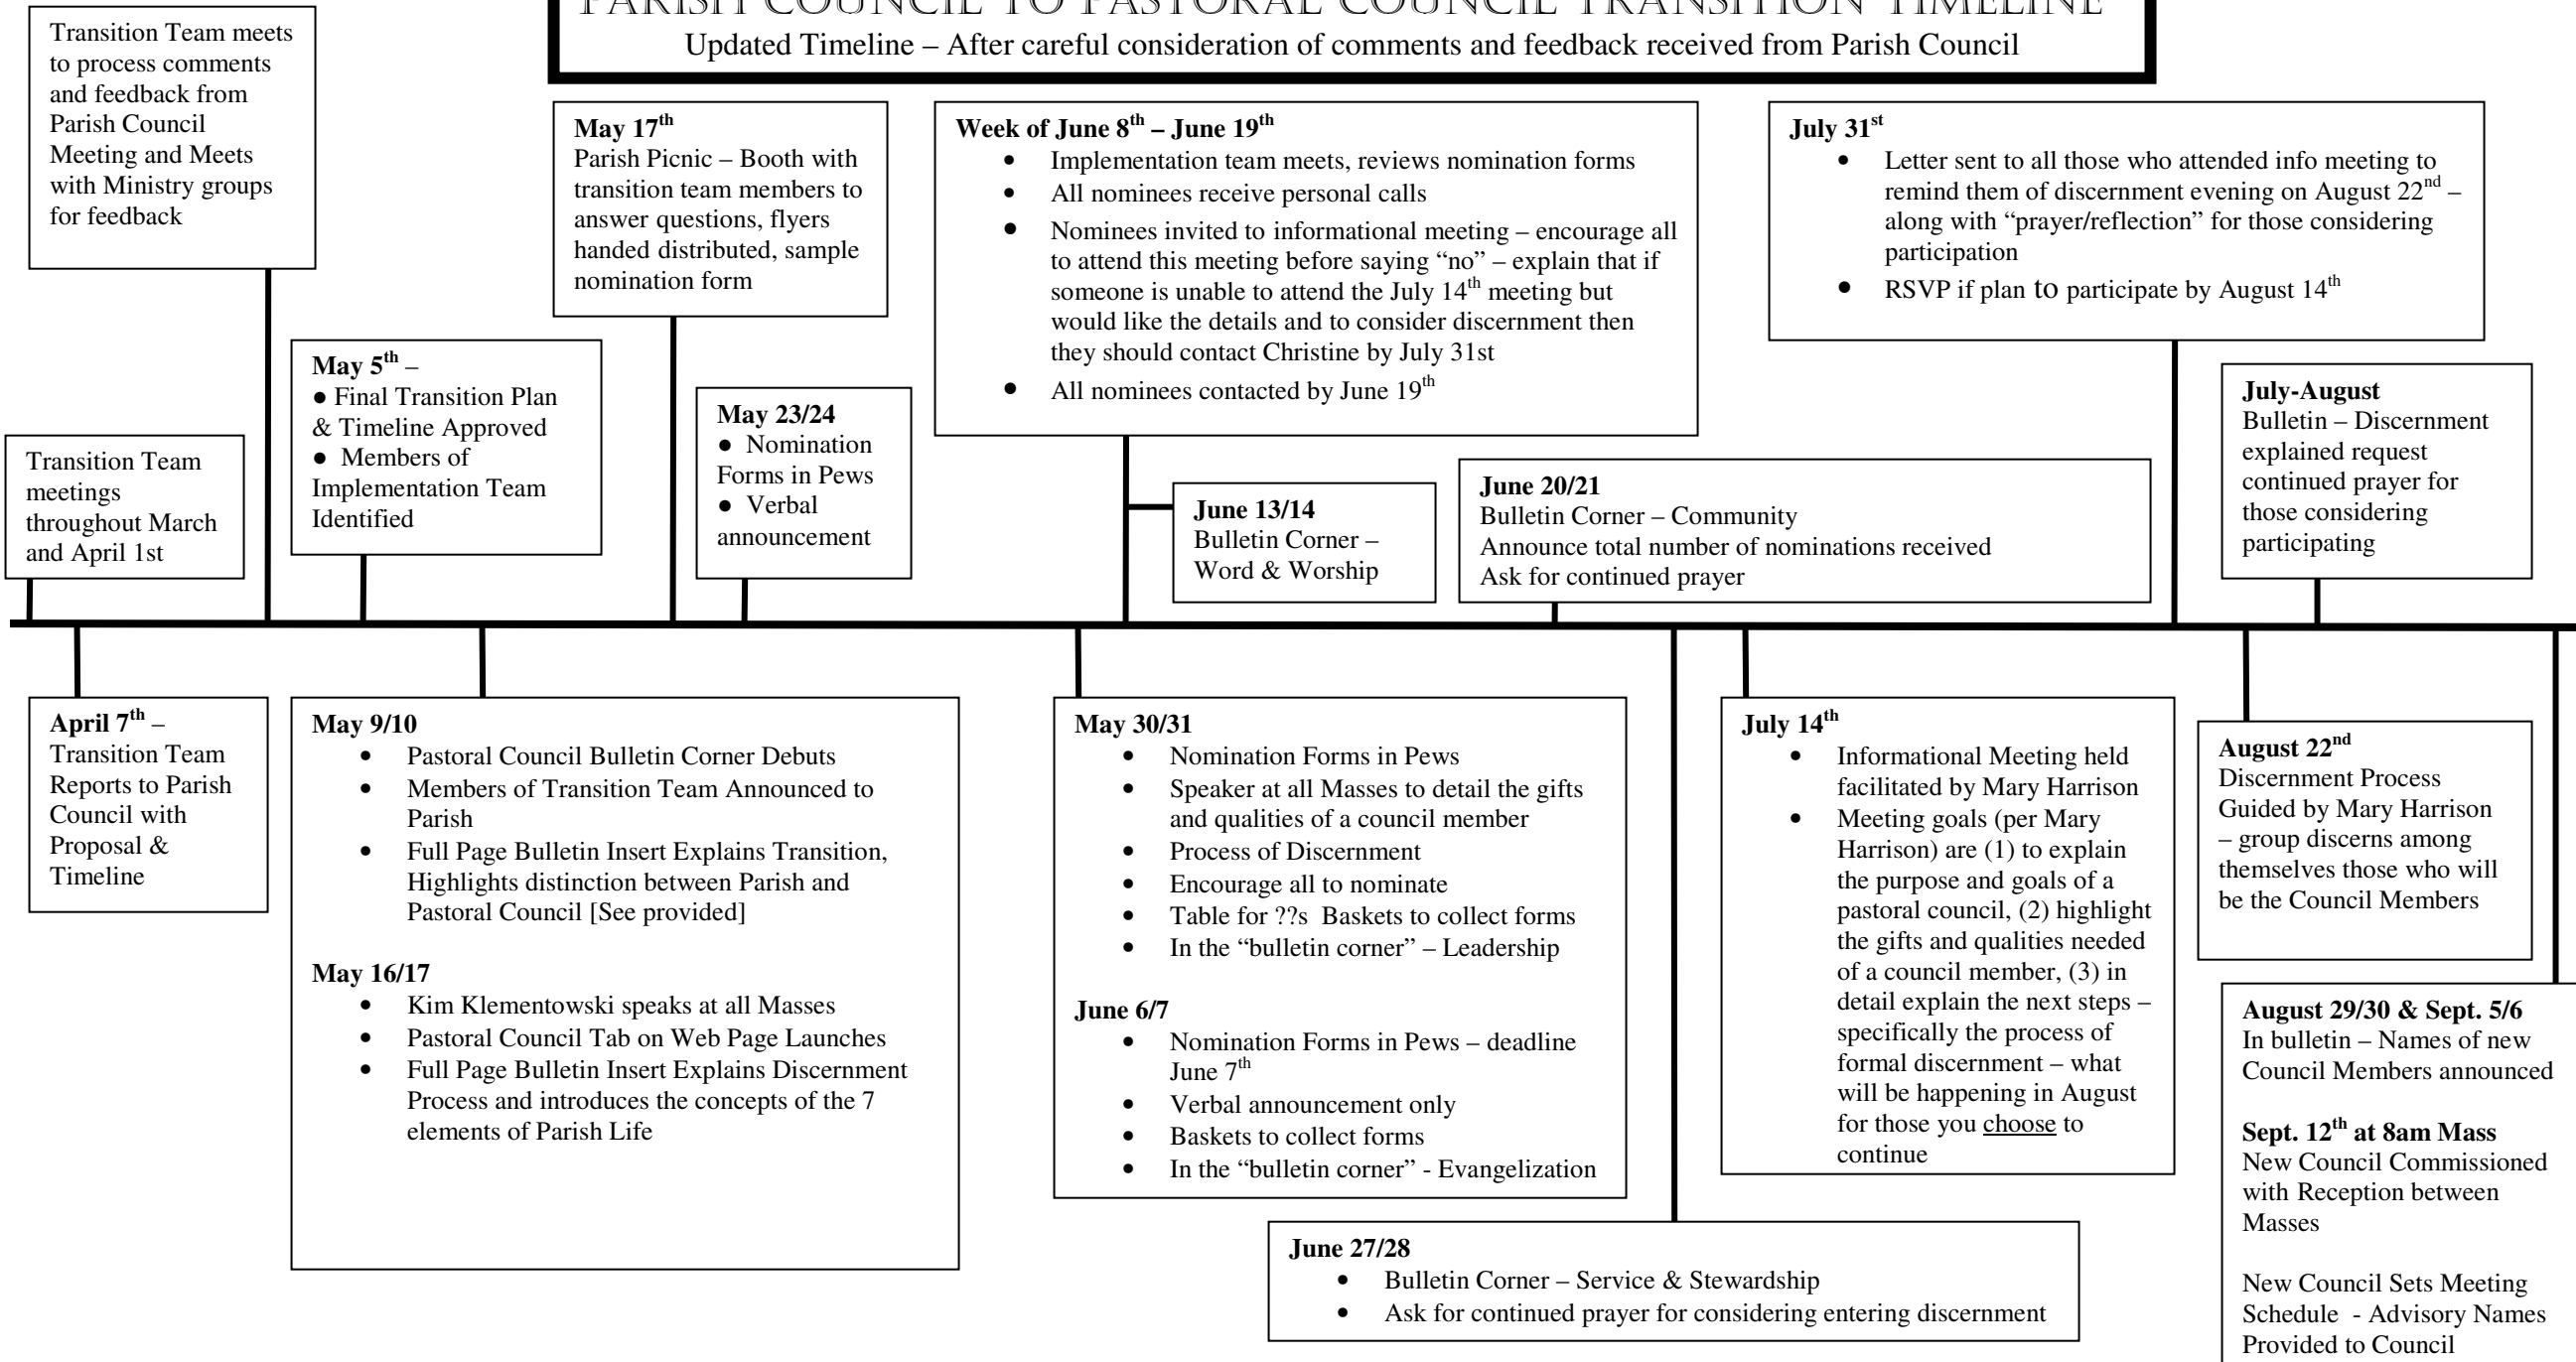 PARISH COUNCIL TO PASTORAL COUNCIL TRANSITION TIMELINE
Updated Timeline – After careful consideration of comments and feedback received from Parish Council
Transition Team meets
to process comments
and feedback from
Parish Council
Meeting and Meets
with Ministry groups
for feedback
Transition Team
meetings
throughout March
and April 1st
May 5th –
● Final Transition Plan
& Timeline Approved
● Members of
Implementation Team
Identified
May 17th
Parish Picnic – Booth with
transition team members to
answer questions, flyers
handed distributed, sample
nomination form
May 23/24
● Nomination
Forms in Pews
● Verbal
announcement
Week of June 8th – June 19th
• Implementation team meets, reviews nomination forms
• All nominees receive personal calls
• Nominees invited to informational meeting – encourage all
to attend this meeting before saying “no” – explain that if
someone is unable to attend the July 14th meeting but
would like the details and to consider discernment then
they should contact Christine by July 31st
• All nominees contacted by June 19th
June 13/14
Bulletin Corner –
Word & Worship
June 20/21
Bulletin Corner – Community
Announce total number of nominations received
Ask for continued prayer
July 31st
• Letter sent to all those who attended info meeting to
remind them of discernment evening on August 22nd –
along with “prayer/reflection” for those considering
participation
• RSVP if plan to participate by August 14th
July-August
Bulletin – Discernment
explained request
continued prayer for
those considering
participating
April 7th –
Transition Team
Reports to Parish
Council with
Proposal &
Timeline
May 9/10
• Pastoral Council Bulletin Corner Debuts
• Members of Transition Team Announced to
Parish
• Full Page Bulletin Insert Explains Transition,
Highlights distinction between Parish and
Pastoral Council [See provided]
May 16/17
• Kim Klementowski speaks at all Masses
• Pastoral Council Tab on Web Page Launches
• Full Page Bulletin Insert Explains Discernment
Process and introduces the concepts of the 7
elements of Parish Life
May 30/31
• Nomination Forms in Pews
• Speaker at all Masses to detail the gifts
and qualities of a council member
• Process of Discernment
• Encourage all to nominate
• Table for ??s Baskets to collect forms
• In the “bulletin corner” – Leadership
June 6/7
• Nomination Forms in Pews – deadline
June 7th
• Verbal announcement only
• Baskets to collect forms
• In the “bulletin corner” - Evangelization
June 27/28
• Bulletin Corner – Service & Stewardship
• Ask for continued prayer for considering entering discernment
July 14th
• Informational Meeting held
facilitated by Mary Harrison
• Meeting goals (per Mary
Harrison) are (1) to explain
the purpose and goals of a
pastoral council, (2) highlight
the gifts and qualities needed
of a council member, (3) in
detail explain the next steps –
specifically the process of
formal discernment – what
will be happening in August
for those you choose to
continue
August 22nd
Discernment Process
Guided by Mary Harrison
– group discerns among
themselves those who will
be the Council Members
August 29/30 & Sept. 5/6
In bulletin – Names of new
Council Members announced
Sept. 12th at 8am Mass
New Council Commissioned
with Reception between
Masses
New Council Sets Meeting
Schedule - Advisory Names
Provided to Council